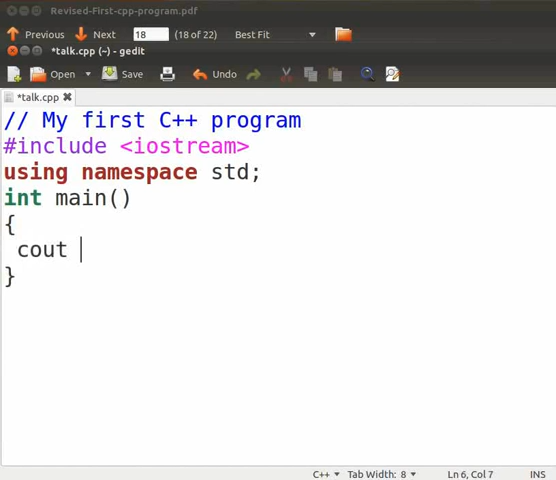 Revised-First-cpp-program.pdf
Previous Next 18 (18 of 22) Best Fit
*talk.cpp (~) - gedit
Open Save Undo
*talk.cpp
// My first C++ program
#include <iostream>
using namespace std;
int main()
{
cout
}
C++ Tab Width: 8 Ln 6, Col 7 INS